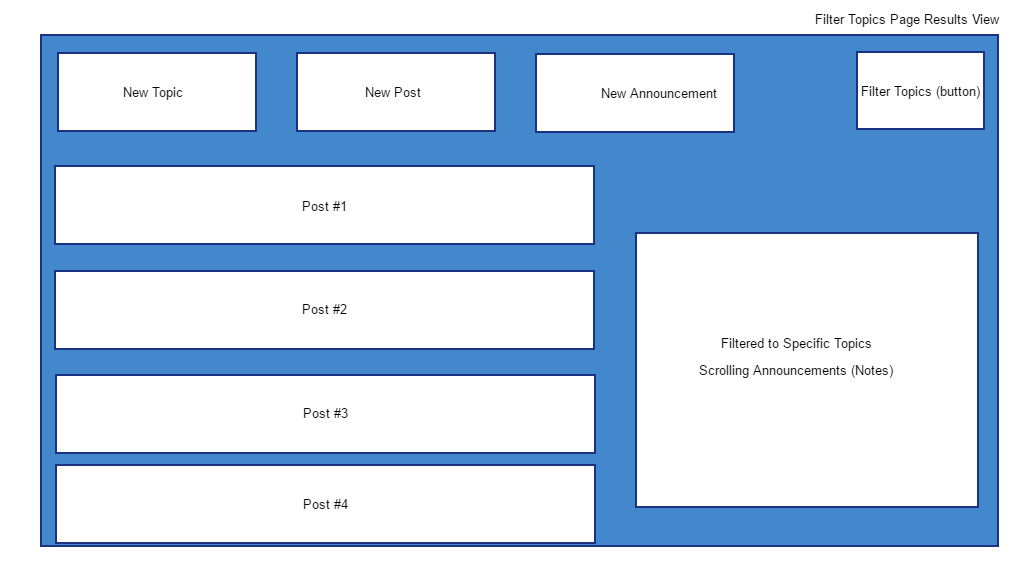 Filter Topics Page Results View
New Topic
New Post
New Announcement
Filter Topics (button)
Post #1
Post #2
Post #3
Post #4
Filtered to Specific Topics
Scrolling Announcements (Notes)